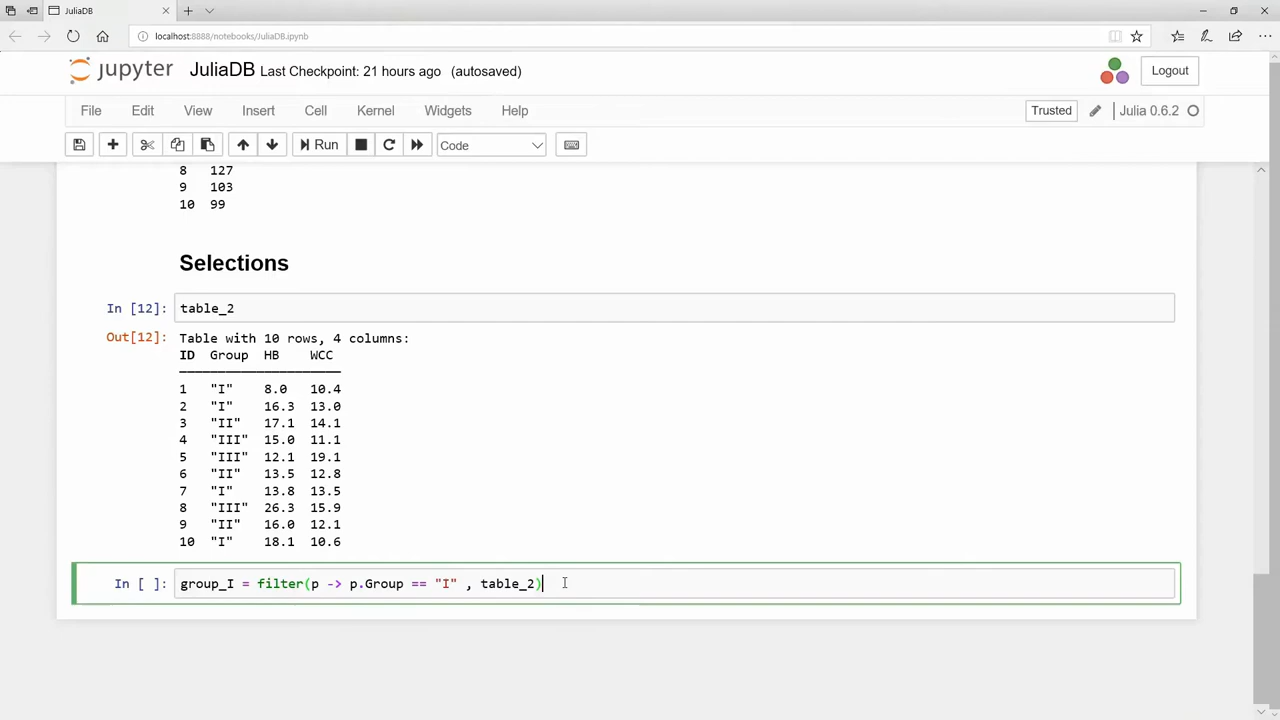 JuliaDB
localhost:8888/notebooks/JuliaDB.ipynb
jupyter JuliaDB Last Checkpoint: 21 hours ago (autosaved) Logout
File Edit View Insert Cell Kernel Widgets Help Trusted Julia 0.6.2
Run Code
8 127
9 103
10 99
Selections
In [12]: table_2
Out[12]: Table with 10 rows, 4 columns:
ID Group HB WCC
1 "I" 8.0 10.4
2 "I" 16.3 13.0
3 "II" 17.1 14.1
4 "III" 15.0 11.1
5 "III" 12.1 19.1
6 "II" 13.5 12.8
7 "I" 13.8 13.5
8 "III" 26.3 15.9
9 "II" 16.0 12.1
10 "I" 18.1 10.6
In [ ]: group_I = filter(p -> p.Group == "I" , table_2)